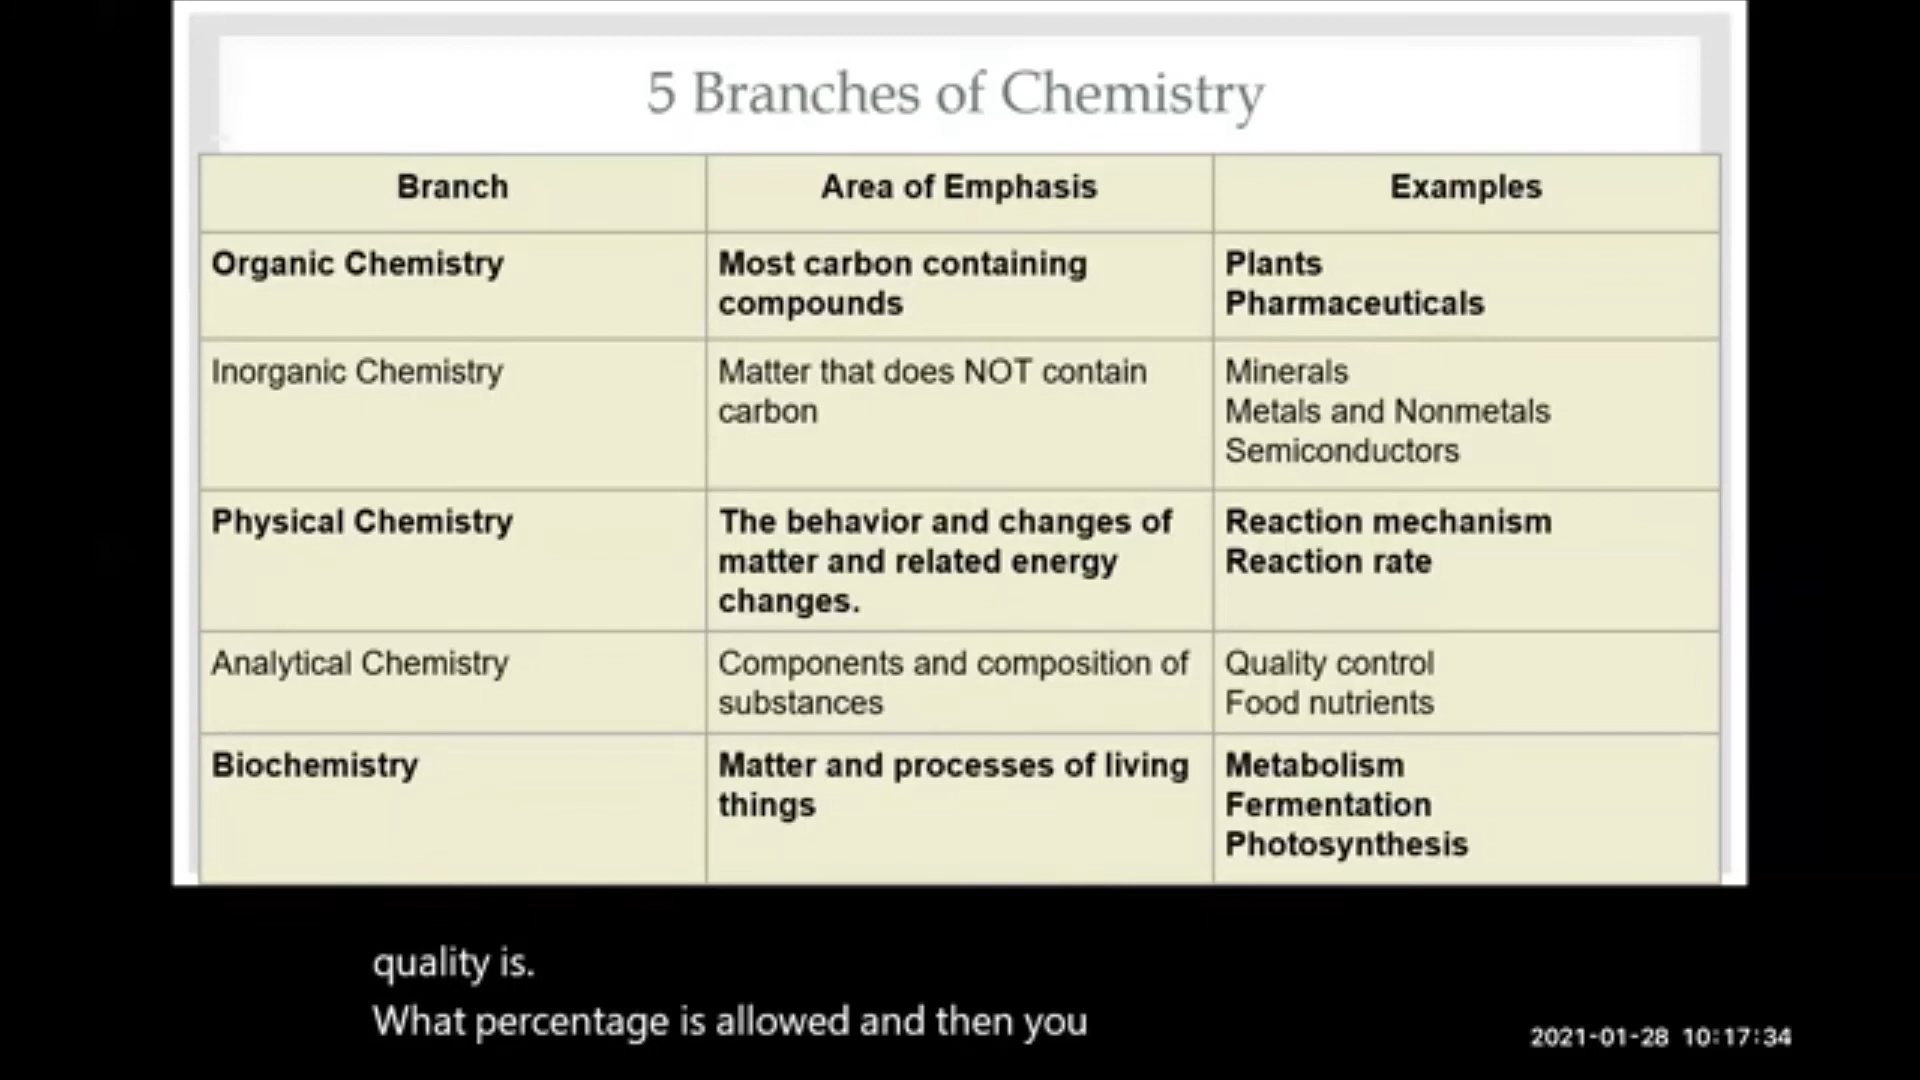 5 Branches of Chemistry
Branch Area of Emphasis Examples
Organic Chemistry
Most carbon containing
compounds
Plants
Pharmaceuticals
Inorganic Chemistry
Matter that does NOT contain
carbon
Minerals
Metals and Nonmetals
Semiconductors
Physical Chemistry
The behavior and changes of
matter and related energy
changes.
Reaction mechanism
Reaction rate
Analytical Chemistry
Components and composition of
substances
Quality control
Food nutrients
Biochemistry
Matter and processes of living
things
Metabolism
Fermentation
Photosynthesis
quality is.
What percentage is allowed and then you
2021-01-28 10:17:34